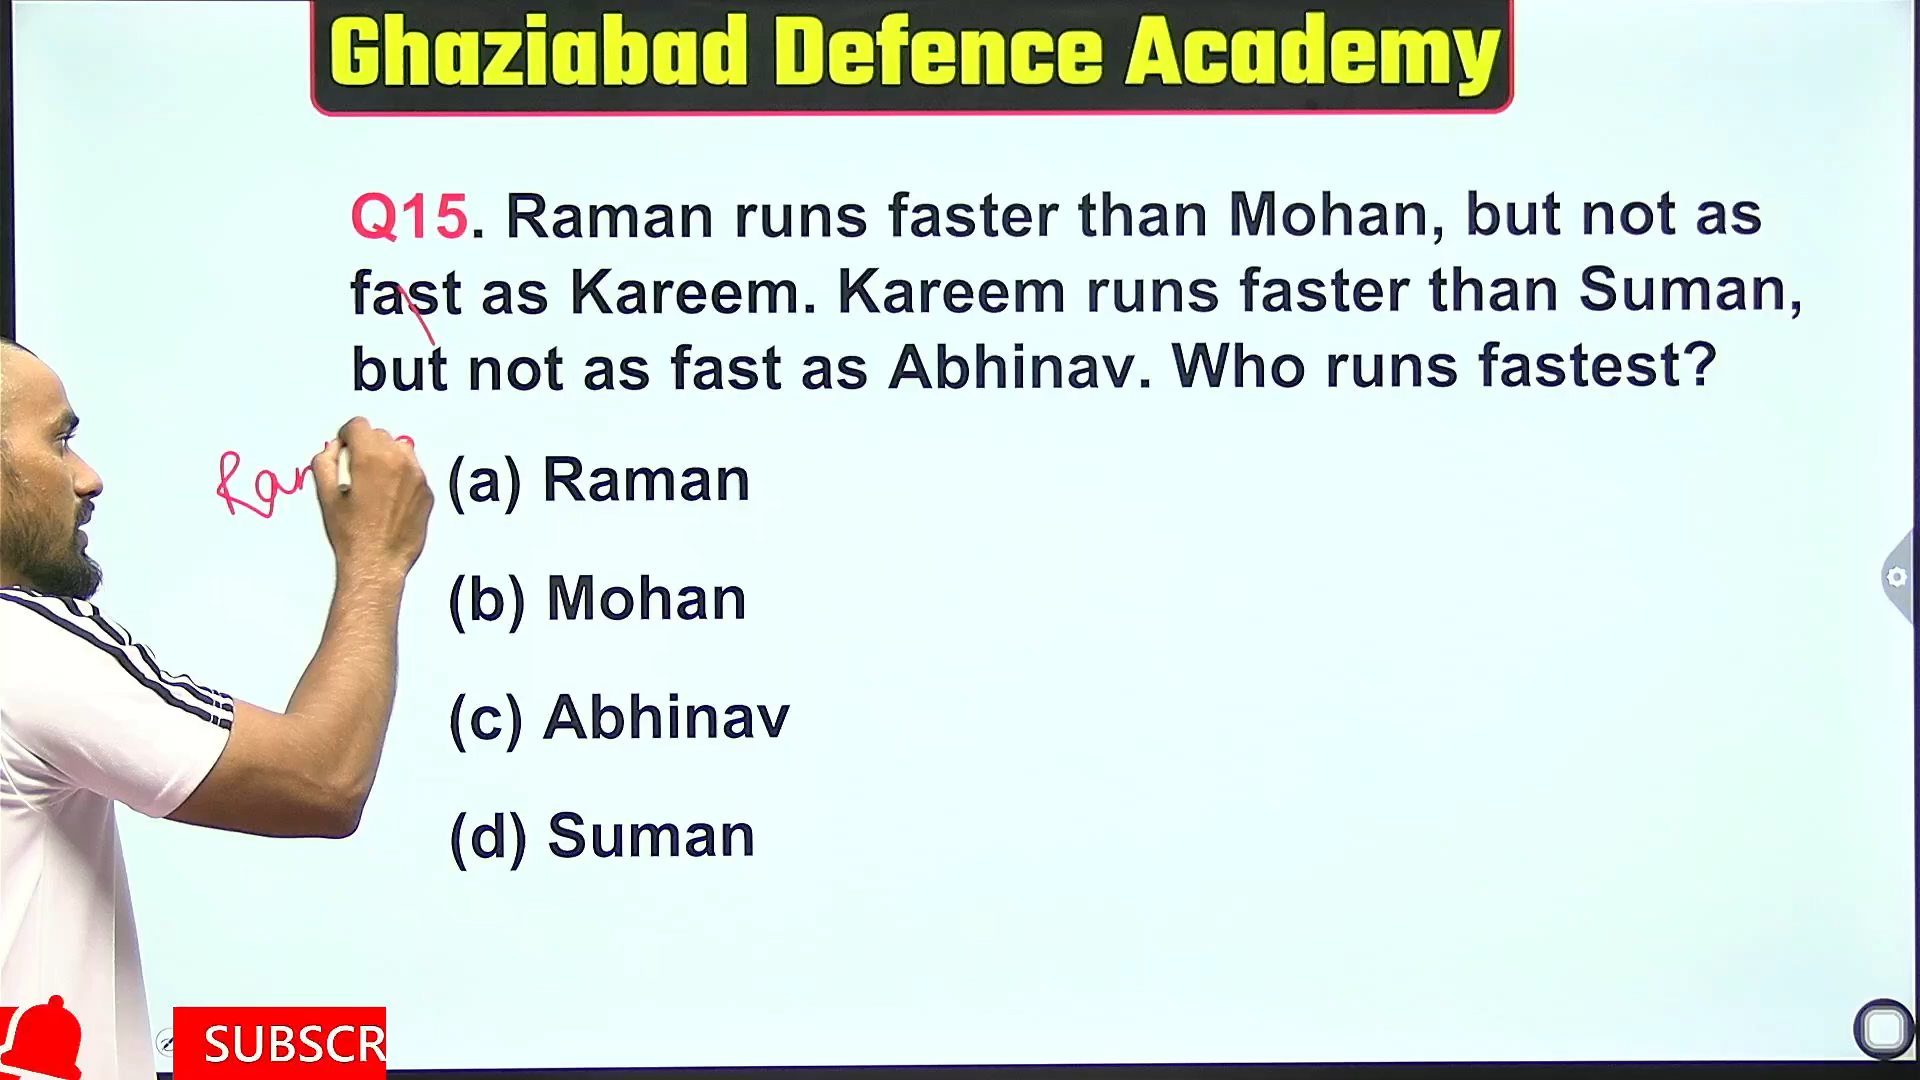 Ghaziabad Defence Academy
Q15. Raman runs faster than Mohan, but not as
fast as Kareem. Kareem runs faster than Suman,
but not as fast as Abhinav. Who runs fastest?
(a) Raman
(b) Mohan
(c) Abhinav
(d) Suman
SUBSCR